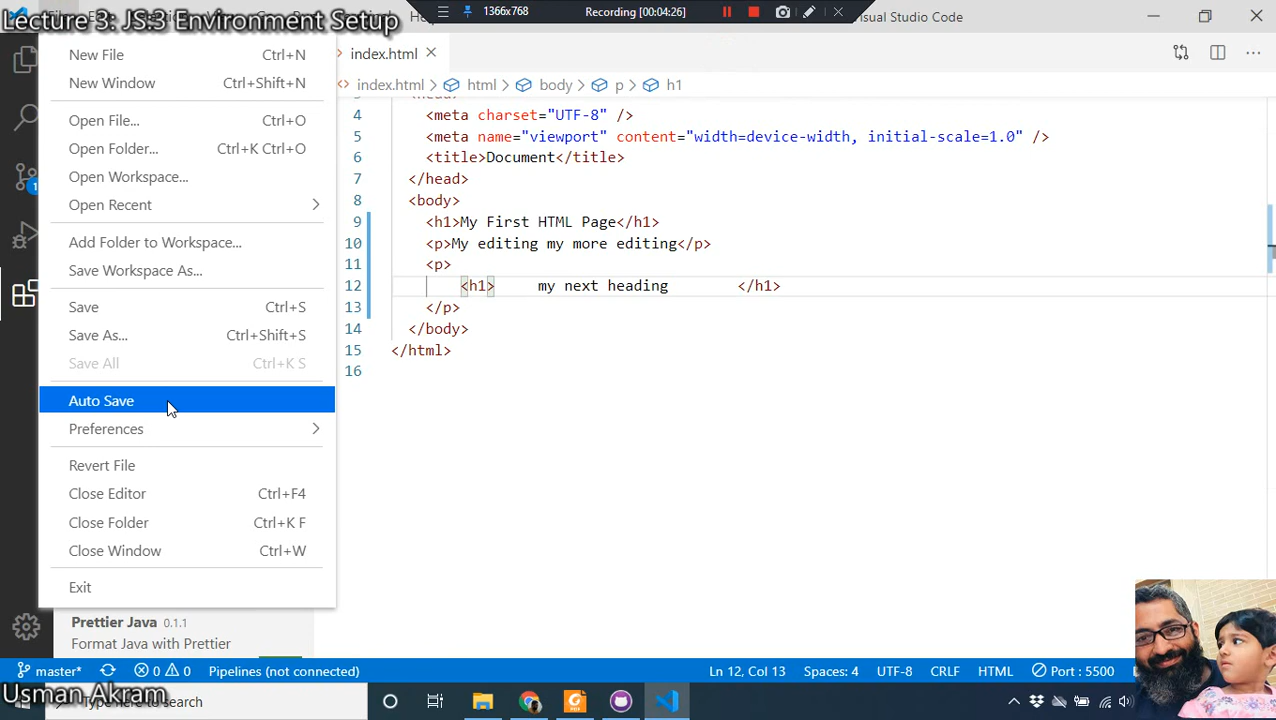 Lecture 3: JS:3 Environment Setup
1366x768
Recording [00:04:26]
Visual Studio Code
New File Ctrl+N
New Window Ctrl+Shift+N
Open File... Ctrl+O
Open Folder... Ctrl+K Ctrl+O
Open Workspace...
Open Recent
Add Folder to Workspace...
Save Workspace As...
Save Ctrl+S
Save As... Ctrl+Shift+S
Save All Ctrl+K S
Auto Save
Preferences
Revert File
Close Editor Ctrl+F4
Close Folder Ctrl+K F
Close Window Ctrl+W
Exit
1
Prettier Java 0.1.1
Format Java with Prettier
index.html
index.html > html > body > p > h1
4 <meta charset="UTF-8" />
5 <meta name="viewport" content="width=device-width, initial-scale=1.0" />
6 <title>Document</title>
7 </head>
8 <body>
9 <h1>My First HTML Page</h1>
10 <p>My editing my more editing</p>
11 <p>
12 <h1> my next heading </h1>
13 </p>
14 </body>
15 </html>
16
master* 0 0 Pipelines (not connected) Ln 12, Col 13 Spaces: 4 UTF-8 CRLF HTML Port : 5500
Usman Akram
Type here to search